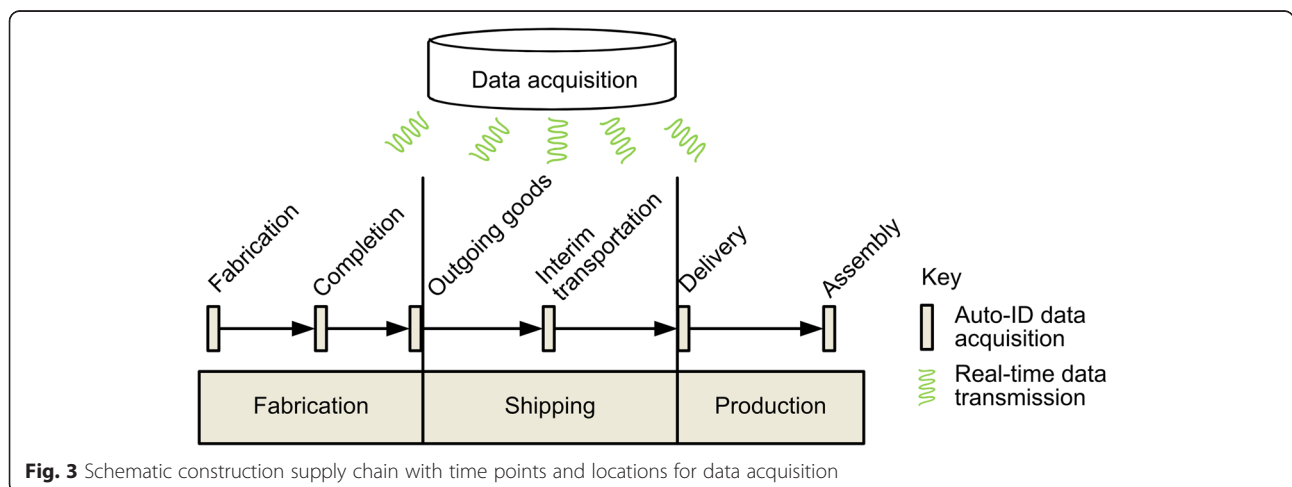 Data acquisition
Fabrication
Completion
Outgoing goods
Interim
transportation
Delivery
Assembly
Key
Auto-ID data
acquisition
Real-time data
transmission
Fabrication
Shipping
Production
Fig. 3 Schematic construction supply chain with time points and locations for data acquisition